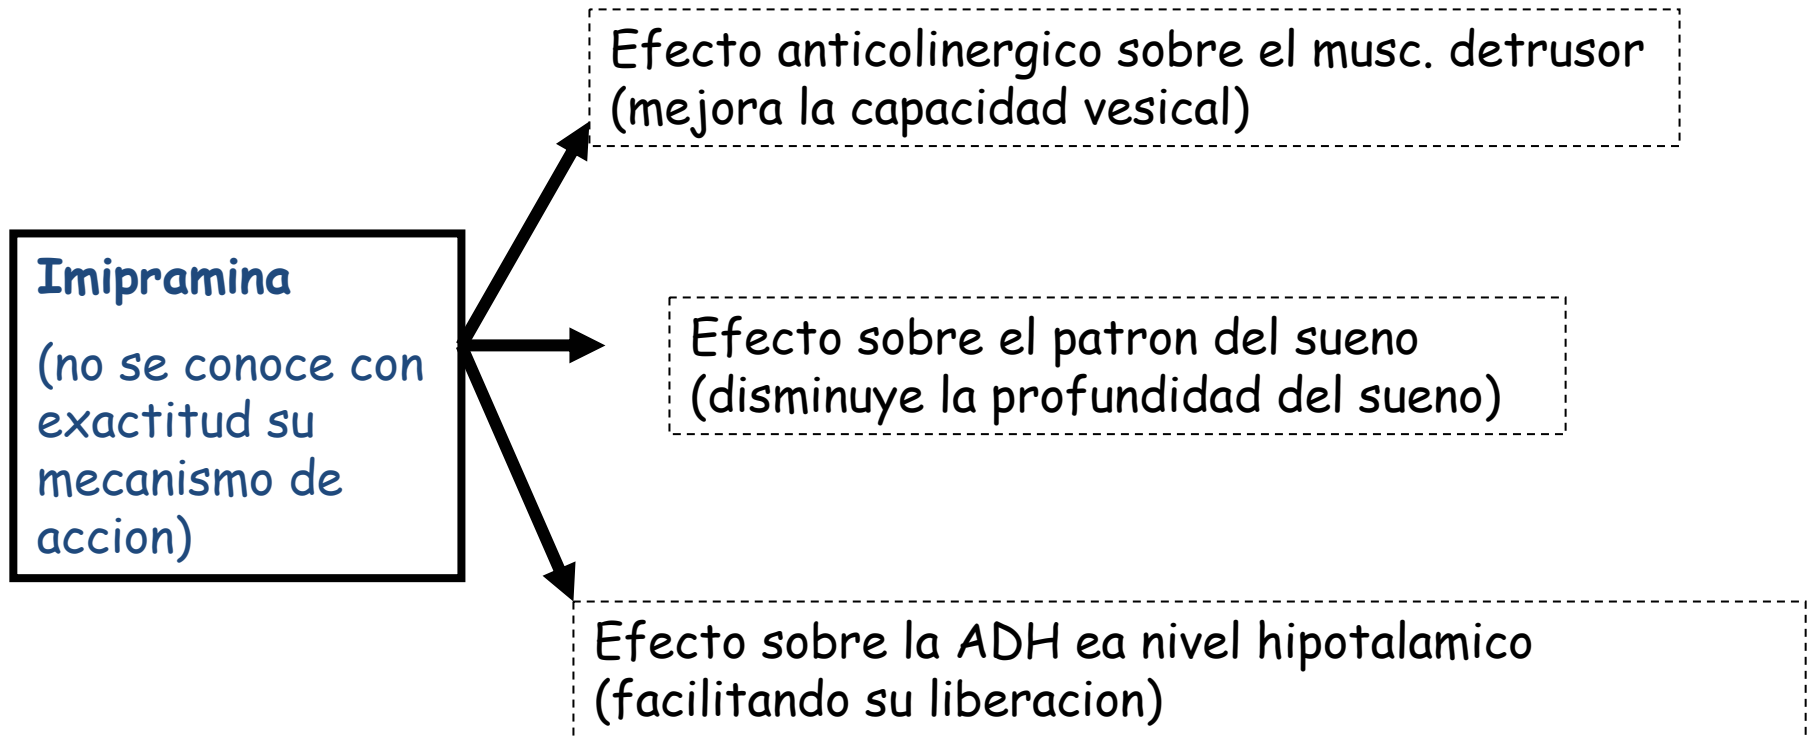 Efecto anticolinergico sobre el musc. detrusor
(mejora la capacidad vesical)
Imipramina
(no se conoce con
exactitud su
mecanismo de
accion)
Efecto sobre el patron del sueno
(disminuye la profundidad del sueno)
Efecto sobre la ADH ea nivel hipotalamico
(facilitando su liberacion)